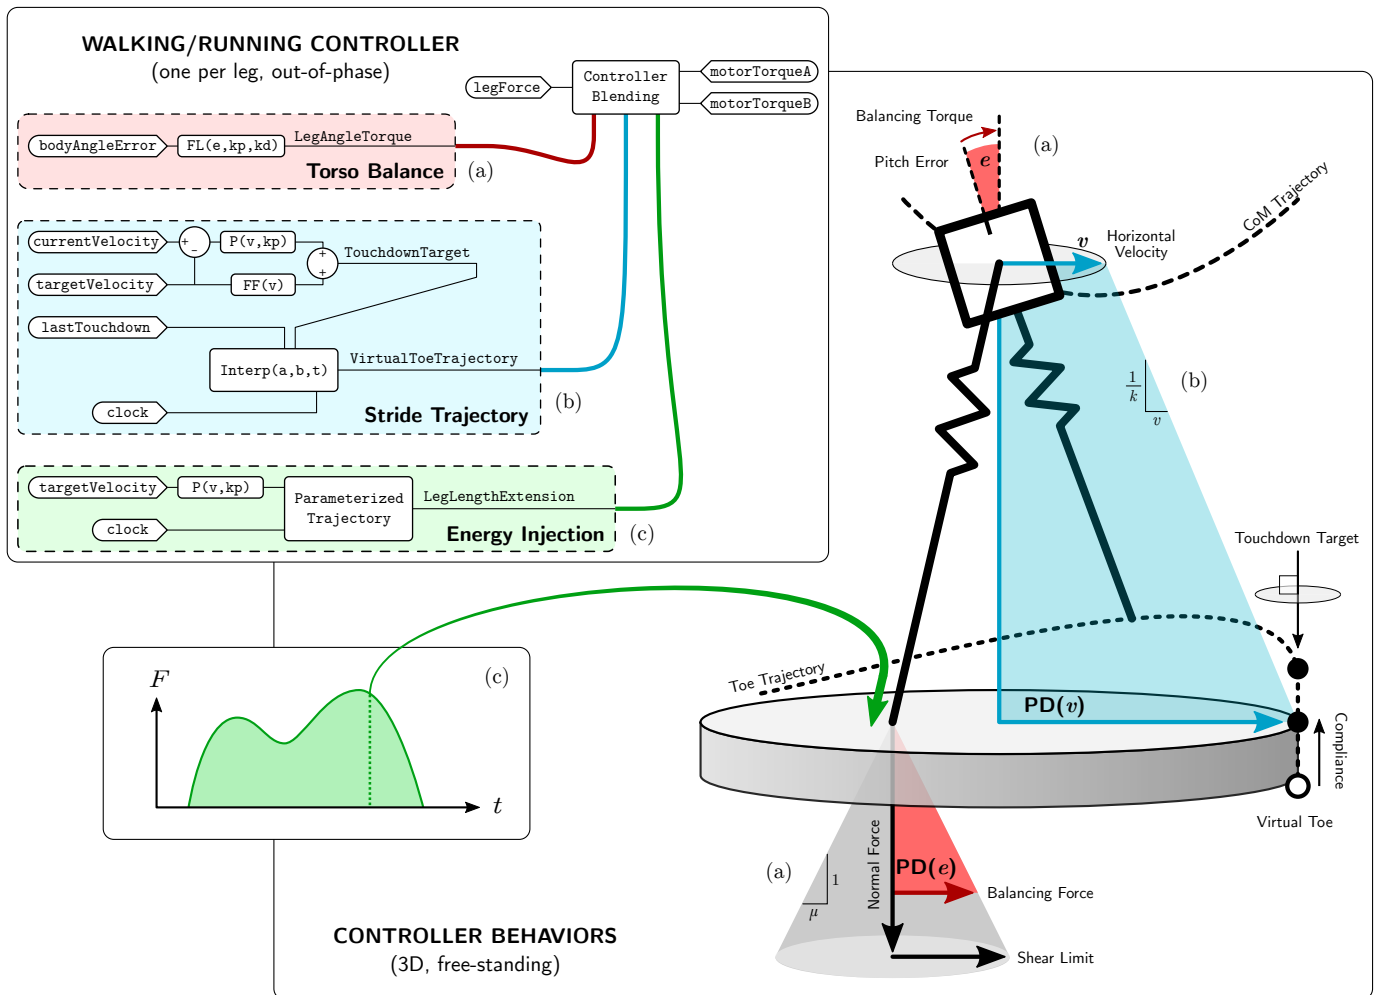 WALKING/RUNNING CONTROLLER
(one per leg, out-of-phase)
legForce
Controller
Blending
motorTorqueA
motorTorqueB
bodyAngleError
FL(e,kp,kd)
LegAngleTorque
Torso Balance
(a)
currentVelocity
+
-
P(v,kp)
+
+
TouchdownTarget
targetVelocity
FF(v)
lastTouchdown
Interp(a,b,t)
VirtualToeTrajectory
clock
Stride Trajectory
(b)
targetVelocity
P(v,kp)
Parameterized
Trajectory
LegLengthExtension
clock
Energy Injection
(c)
Balancing Torque
(a)
Pitch Error
e
CoM Trajectory
v
Horizontal
Velocity
1
k
v
(b)
Touchdown Target
Toe Trajectory
PD(v)
Compliance
Virtual Toe
F
t
(c)
(a)
1
μ
Normal Force
PD(e)
Balancing Force
Shear Limit
CONTROLLER BEHAVIORS
(3D, free-standing)